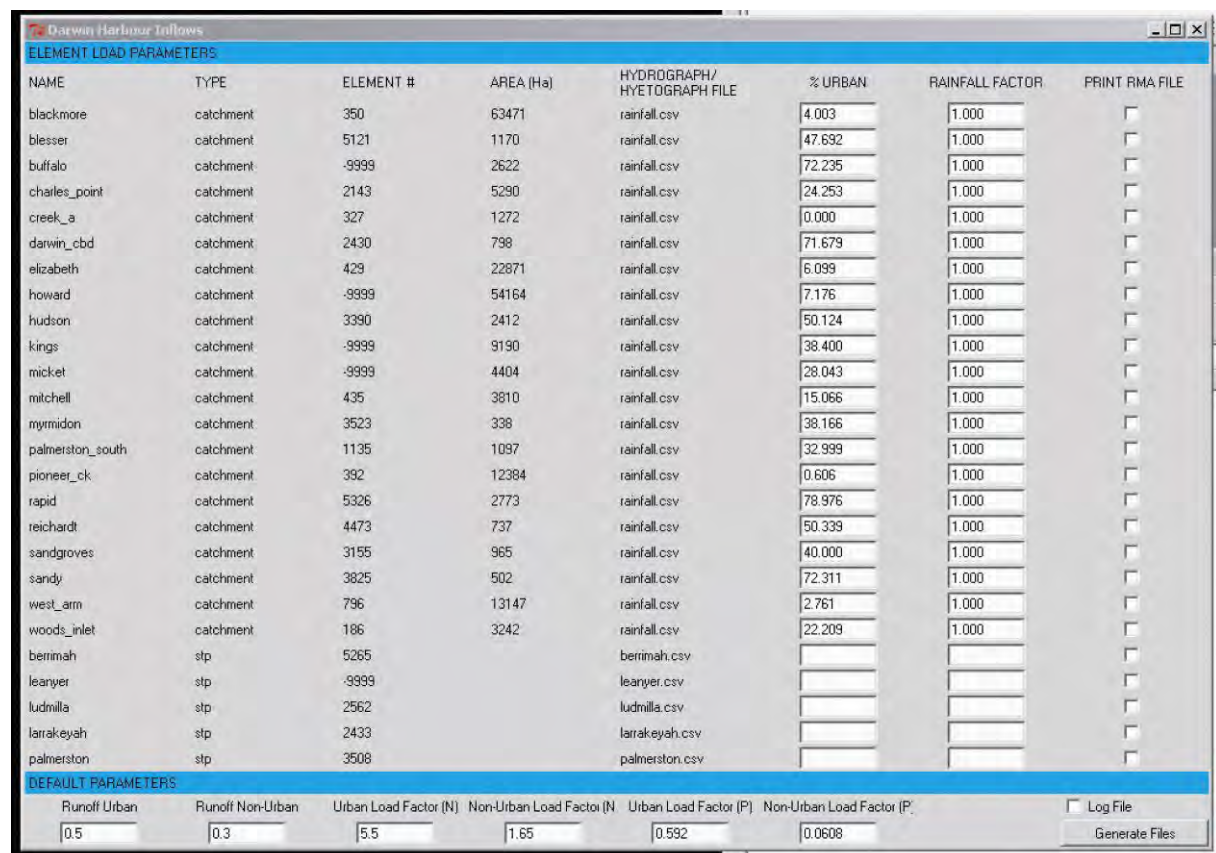 Darwin Harbour Inflows
ELEMENT LOAD PARAMETERS
NAME TYPE ELEMENT # AREA (Ha) HYDROGRAPH/ HYETOGRAPH FILE % URBAN RAINFALL FACTOR PRINT RMA FILE
blackmore catchment 350 63471 rainfall.csv 4.003 1.000
blesser catchment 5121 1170 rainfall.csv 47.692 1.000
buffalo catchment -9999 2622 rainfall.csv 72.235 1.000
charles_point catchment 2143 5290 rainfall.csv 24.253 1.000
creek_a catchment 327 1272 rainfall.csv 0.000 1.000
darwin_cbd catchment 2430 798 rainfall.csv 71.679 1.000
elizabeth catchment 429 22871 rainfall.csv 6.099 1.000
howard catchment -9999 54164 rainfall.csv 7.176 1.000
hudson catchment 3390 2412 rainfall.csv 50.124 1.000
kings catchment -9999 9190 rainfall.csv 38.400 1.000
micket catchment -9999 4404 rainfall.csv 28.043 1.000
mitchell catchment 435 3810 rainfall.csv 15.066 1.000
myrmidon catchment 3523 338 rainfall.csv 38.166 1.000
palmerston_south catchment 1135 1097 rainfall.csv 32.999 1.000
pioneer_ck catchment 392 12384 rainfall.csv 0.606 1.000
rapid catchment 5326 2773 rainfall.csv 78.976 1.000
reichardt catchment 4473 737 rainfall.csv 50.339 1.000
sandgroves catchment 3155 965 rainfall.csv 40.000 1.000
sandy catchment 3825 502 rainfall.csv 72.311 1.000
west_arm catchment 796 13147 rainfall.csv 2.761 1.000
woods_inlet catchment 186 3242 rainfall.csv 22.209 1.000
berrimah stp 5265 berrimah.csv
leanyer stp -9999 leanyer.csv
ludmilla stp 2562 ludmilla.csv
larrakeyah stp 2433 larrakeyah.csv
palmerston stp 3508 palmerston.csv
DEFAULT PARAMETERS
Runoff Urban Runoff Non-Urban Urban Load Factor (N) Non-Urban Load Factor (N Urban Load Factor (P) Non-Urban Load Factor (P) Log File
0.5 0.3 5.5 1.65 0.592 0.0608 Generate Files